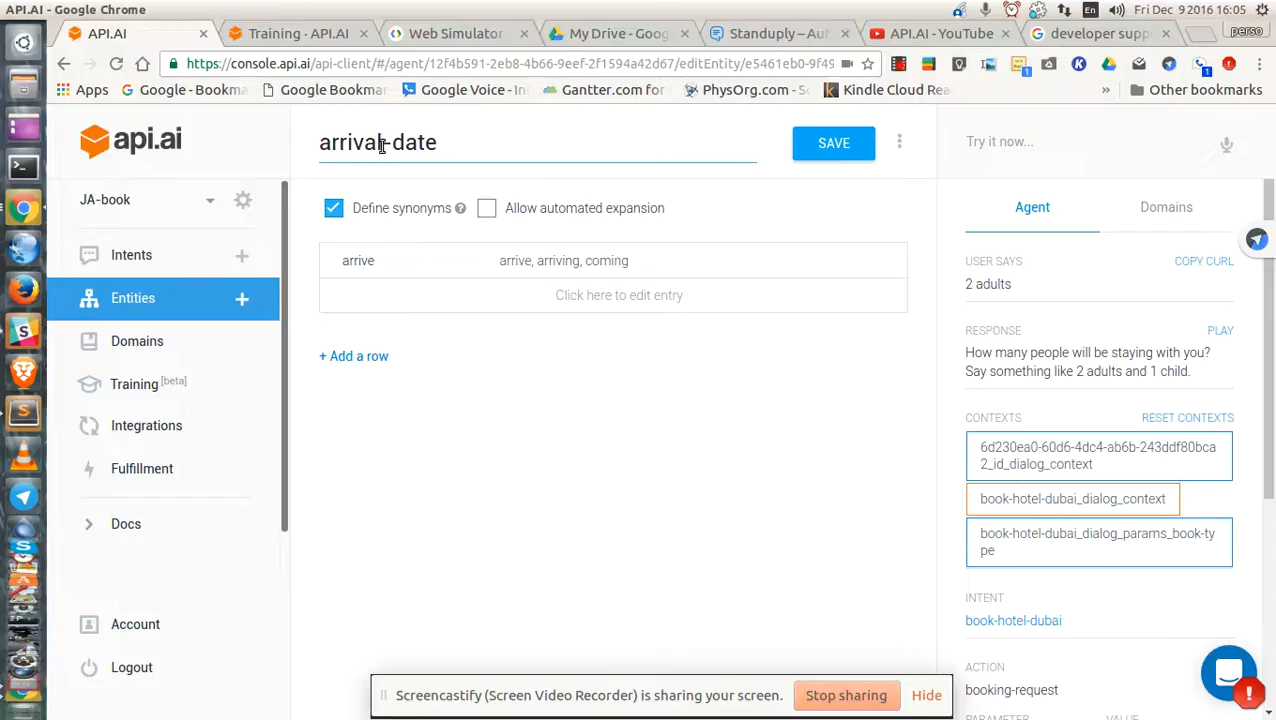 API.AI - Google Chrome
En
Fri Dec 9 2016 16:05
API.AI
Training · API.AI
Web Simulator
My Drive - Goog
Standuply – Aut
API.AI - YouTube
developer supp
perso
https://console.api.ai/api-client/#/agent/12f4b591-2eb8-4b66-9eef-2f1594a42d67/editEntity/e5461eb0-9f49
Apps
Google - Bookma
Google Bookmar
Google Voice - In
Gantter.com for
PhysOrg.com - Sc
Kindle Cloud Rea
»
Other bookmarks
api.ai
arrival-date
SAVE
Try it now...
JA-book
Define synonyms
Allow automated expansion
Agent
Domains
Intents
arrive
arrive, arriving, coming
USER SAYS
COPY CURL
2 adults
Entities
Click here to edit entry
RESPONSE
PLAY
Domains
How many people will be staying with you?
Say something like 2 adults and 1 child.
+ Add a row
Training [beta]
CONTEXTS
RESET CONTEXTS
Integrations
6d230ea0-60d6-4dc4-ab6b-243ddf80bca
2_id_dialog_context
Fulfillment
book-hotel-dubai_dialog_context
Docs
book-hotel-dubai_dialog_params_book-ty
pe
INTENT
book-hotel-dubai
Account
Logout
ACTION
booking-request
Screencastify (Screen Video Recorder) is sharing your screen.
Stop sharing
Hide
PARAMETER
VALUE